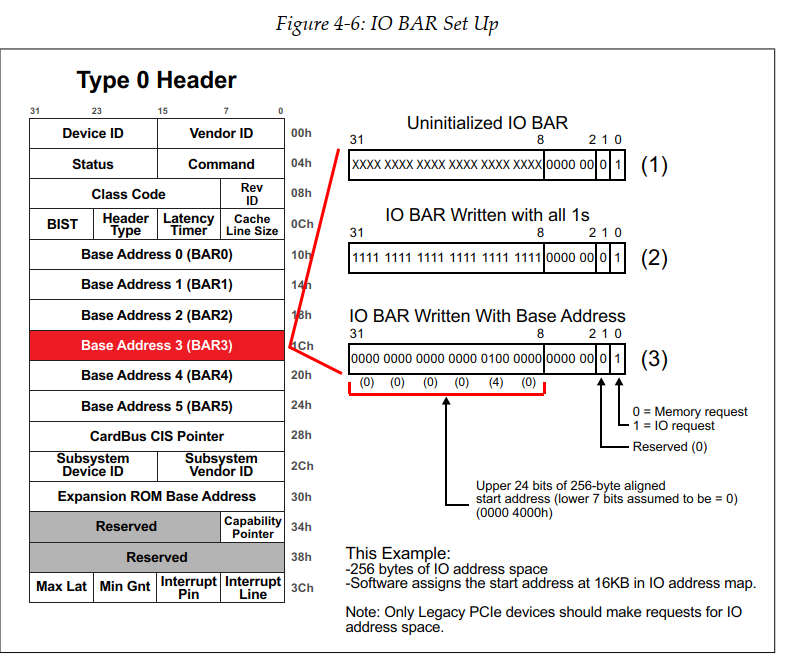 Figure 4-6: IO BAR Set Up
Type 0 Header
31 23 15 7 0
Device ID Vendor ID 00h
Status Command 04h
Class Code Rev ID 08h
BIST Header Type Latency Timer Cache Line Size 0Ch
Base Address 0 (BAR0) 10h
Base Address 1 (BAR1) 14h
Base Address 2 (BAR2) 18h
Base Address 3 (BAR3) 1Ch
Base Address 4 (BAR4) 20h
Base Address 5 (BAR5) 24h
CardBus CIS Pointer 28h
Subsystem Device ID Subsystem Vendor ID 2Ch
Expansion ROM Base Address 30h
Reserved Capability Pointer 34h
Reserved 38h
Max Lat Min Gnt Interrupt Pin Interrupt Line 3Ch
Uninitialized IO BAR
31 8 2 1 0
XXXX XXXX XXXX XXXX XXXX XXXX 0000 00 0 1 (1)
IO BAR Written with all 1s
31 8 2 1 0
1111 1111 1111 1111 1111 1111 0000 00 0 1 (2)
IO BAR Written With Base Address
31 8 2 1 0
0000 0000 0000 0000 0100 0000 0000 00 0 1 (3)
(0) (0) (0) (0) (4) (0)
0 = Memory request
1 = IO request
Reserved (0)
Upper 24 bits of 256-byte aligned
start address (lower 7 bits assumed to be = 0)
(0000 4000h)
This Example:
-256 bytes of IO address space
-Software assigns the start address at 16KB in IO address map.
Note: Only Legacy PCIe devices should make requests for IO
address space.